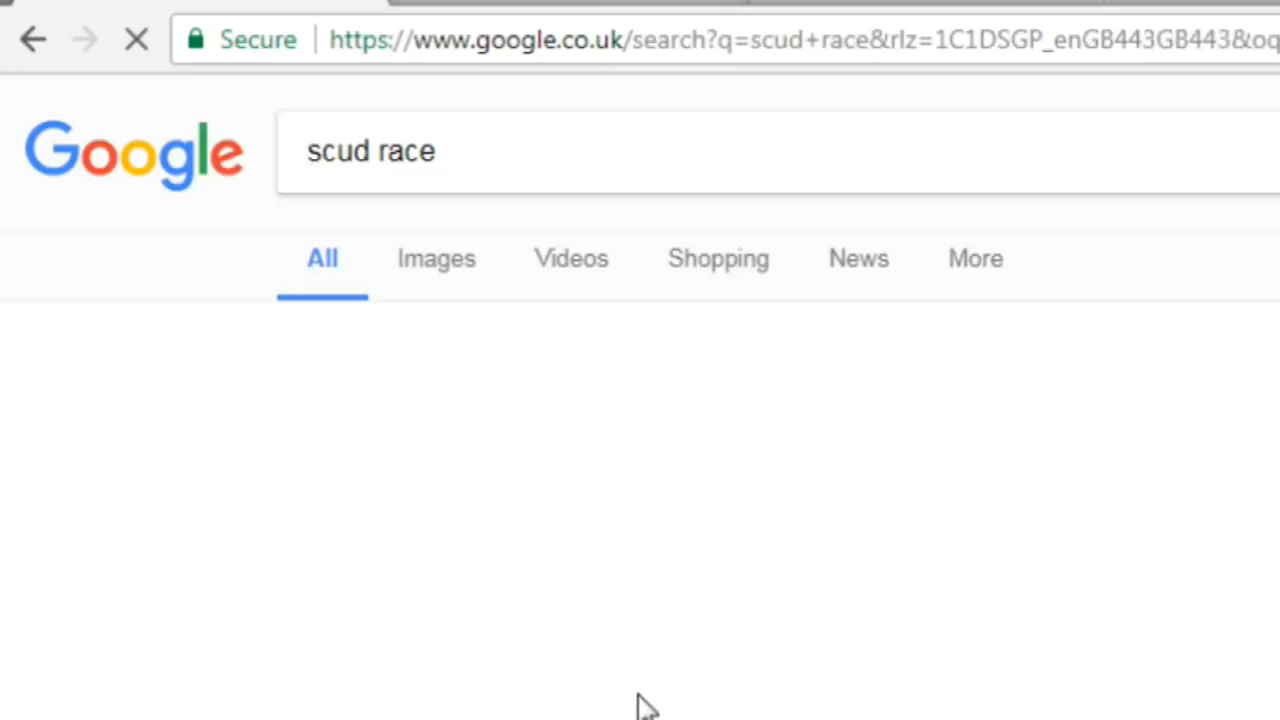 Secure https://www.google.co.uk/search?q=scud+race&rlz=1C1DSGP_enGB443GB443&oq
Google scud race
All Images Videos Shopping News More